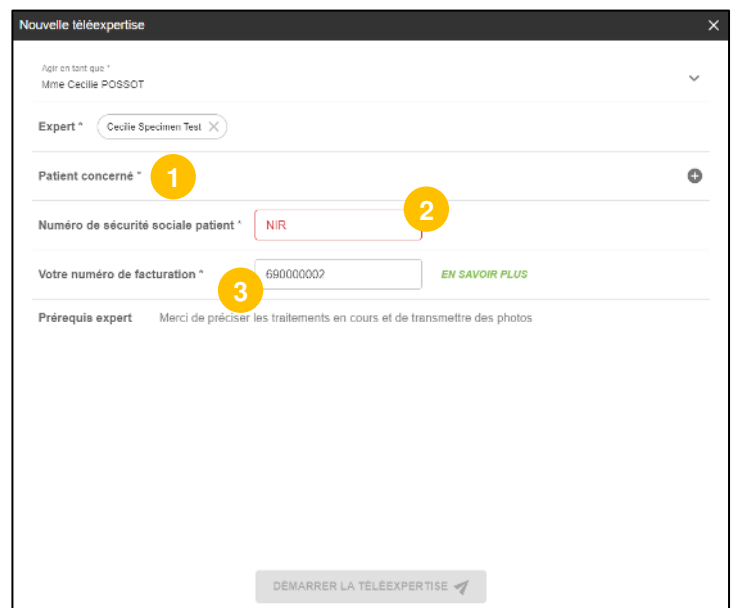 Nouvelle téléexpertise
Agir en tant que *
Mme Cecilie POSSOT
Expert * Cecilie Specimen Test
Patient concerné * 1
Numéro de sécurité sociale patient * NIR 2
Votre numéro de facturation * 3 690000002 EN SAVOIR PLUS
Prérequis expert Merci de préciser les traitements en cours et de transmettre des photos
DÉMARRER LA TÉLÉEXPERTISE